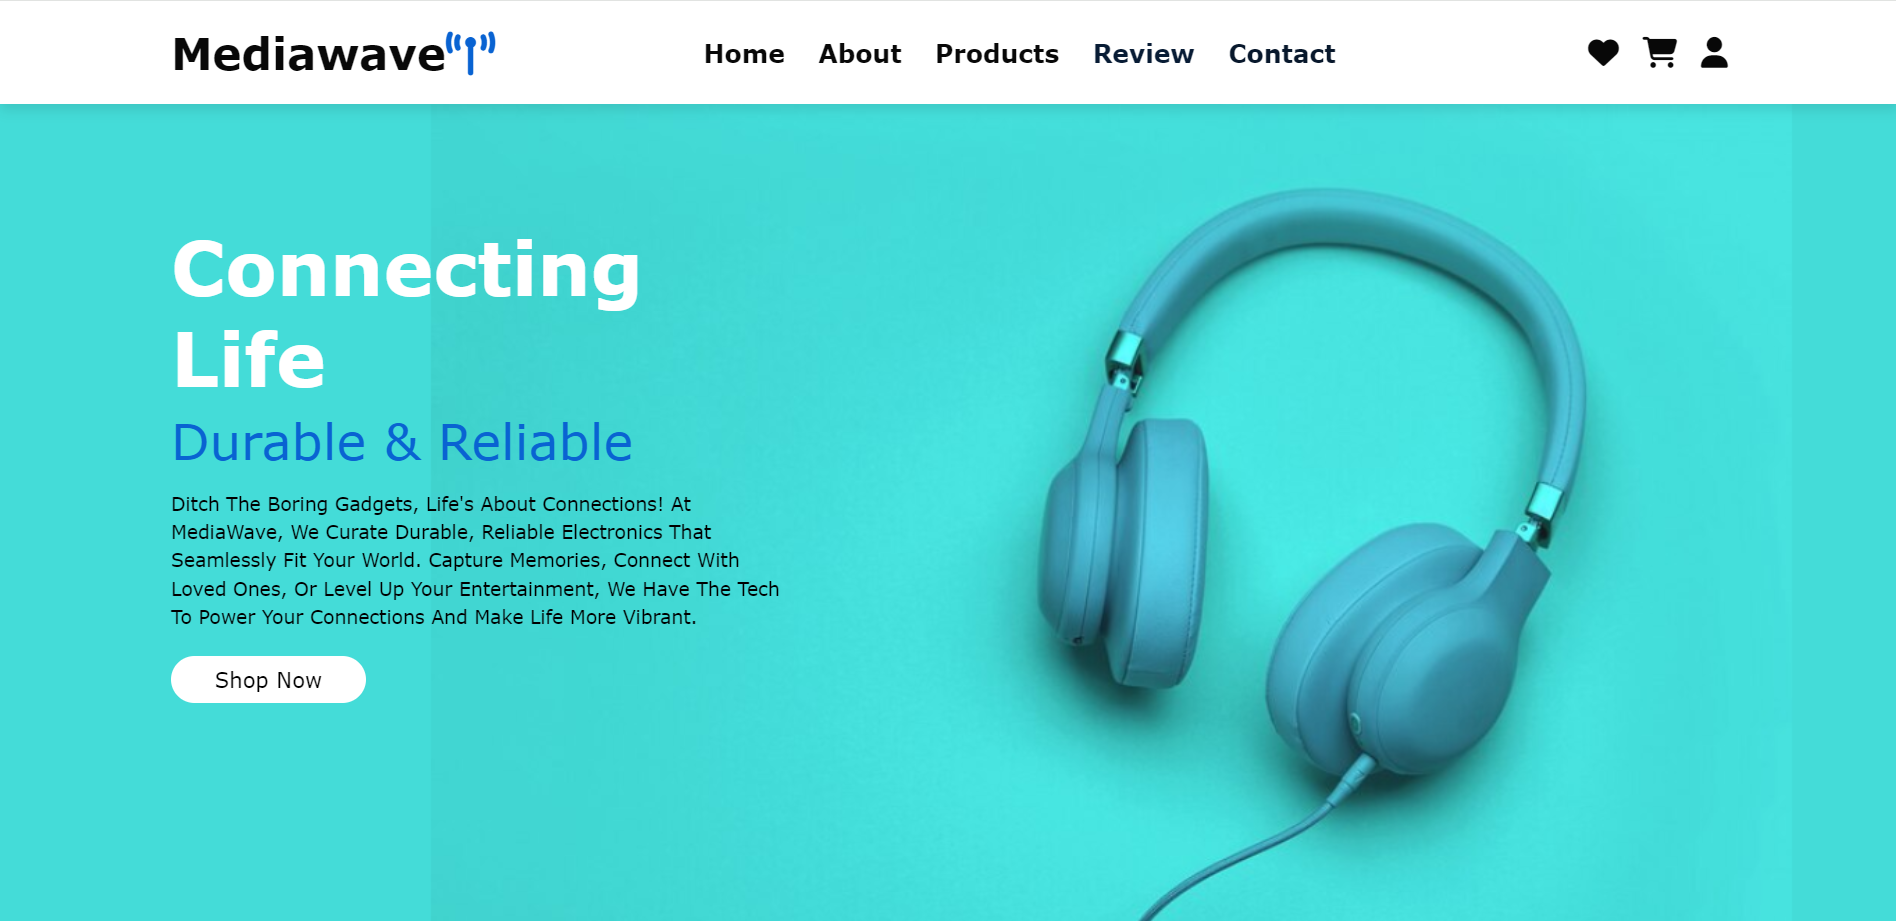 Mediawave
Home About Products Review Contact
Connecting
Life
Durable & Reliable
Ditch The Boring Gadgets, Life's About Connections! At
MediaWave, We Curate Durable, Reliable Electronics That
Seamlessly Fit Your World. Capture Memories, Connect With
Loved Ones, Or Level Up Your Entertainment, We Have The Tech
To Power Your Connections And Make Life More Vibrant.
Shop Now